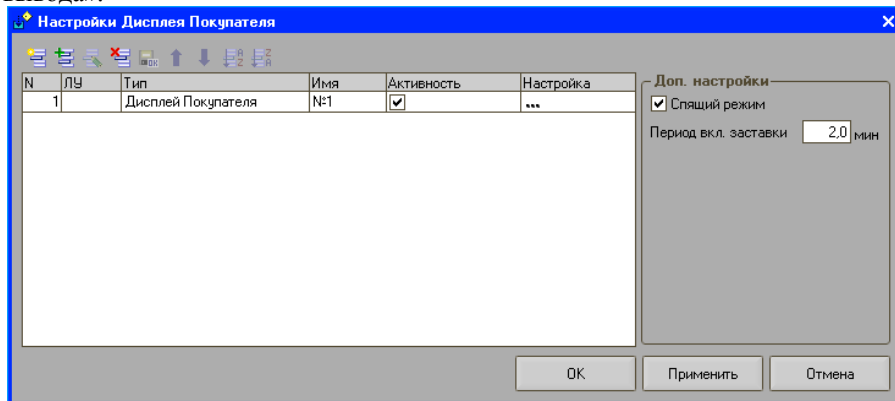 Настройки Дисплея Покупателя
N ЛУ Тип Имя Активность Настройка
1 Дисплей Покупателя №1 ...
Доп. настройки
Спящий режим
Период вкл. заставки 2,0 мин
OK Применить Отмена